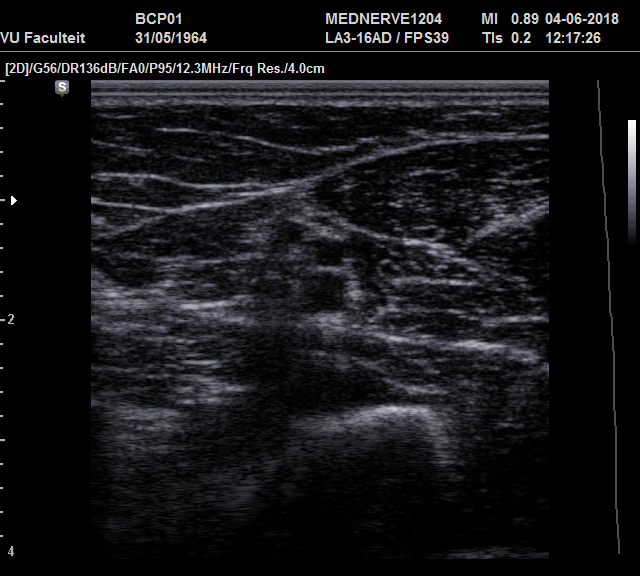 BCP01 MEDNERVE1204 MI 0.89 04-06-2018
VU Faculteit 31/05/1964 LA3-16AD / FPS39 TIs 0.2 12:17:26
[2D]/G56/DR136dB/FA0/P95/12.3MHz/Frq Res./4.0cm
S
2
4